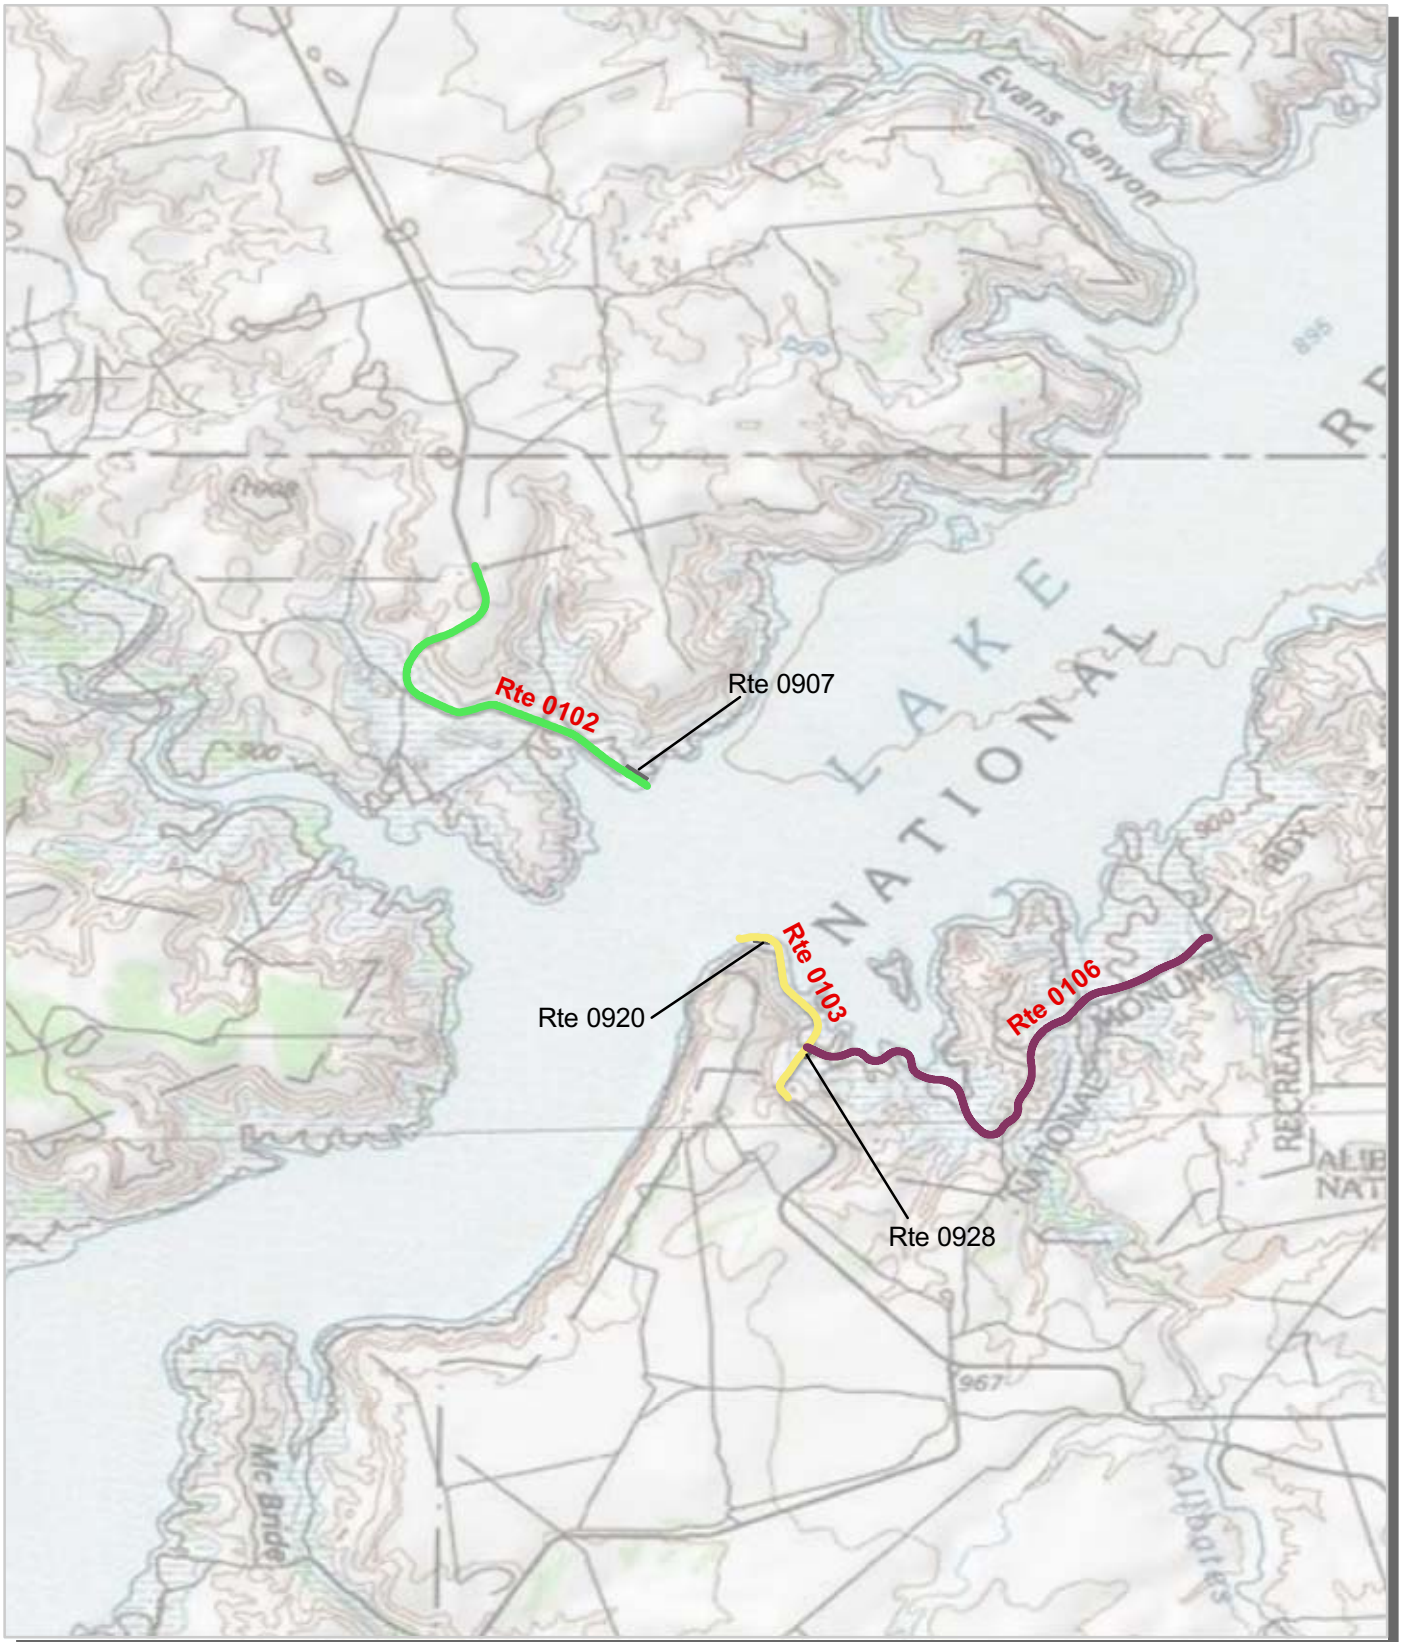 Evans Canyon
895
RE
LAKE
NATIONAL
Rte 0907
Rte 0102
900
900
BDY
Rte 0103
Rte 0106
Rte 0920
NATIONAL MONUMENT
RECREATION
ALIB
NAT
Rte 0928
967
Mc Bride
Alibates